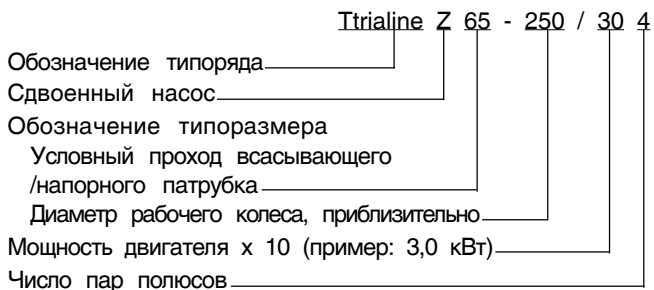 Ttrialine Z 65 - 250 / 30 4
Обозначение типоряда
Сдвоенный насос
Обозначение типоразмера
Условный проход всасывающего
/напорного патрубка
Диаметр рабочего колеса, приблизительно
Мощность двигателя x 10 (пример: 3,0 кВт)
Число пар полюсов